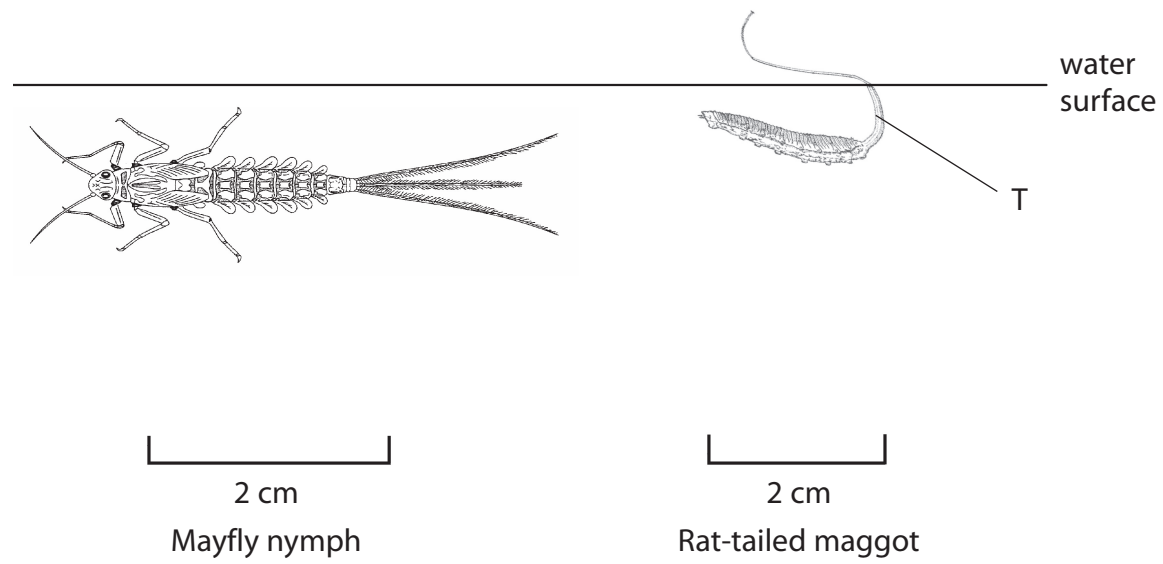 water
surface
T
2 cm
2 cm
Mayfly nymph
Rat-tailed maggot